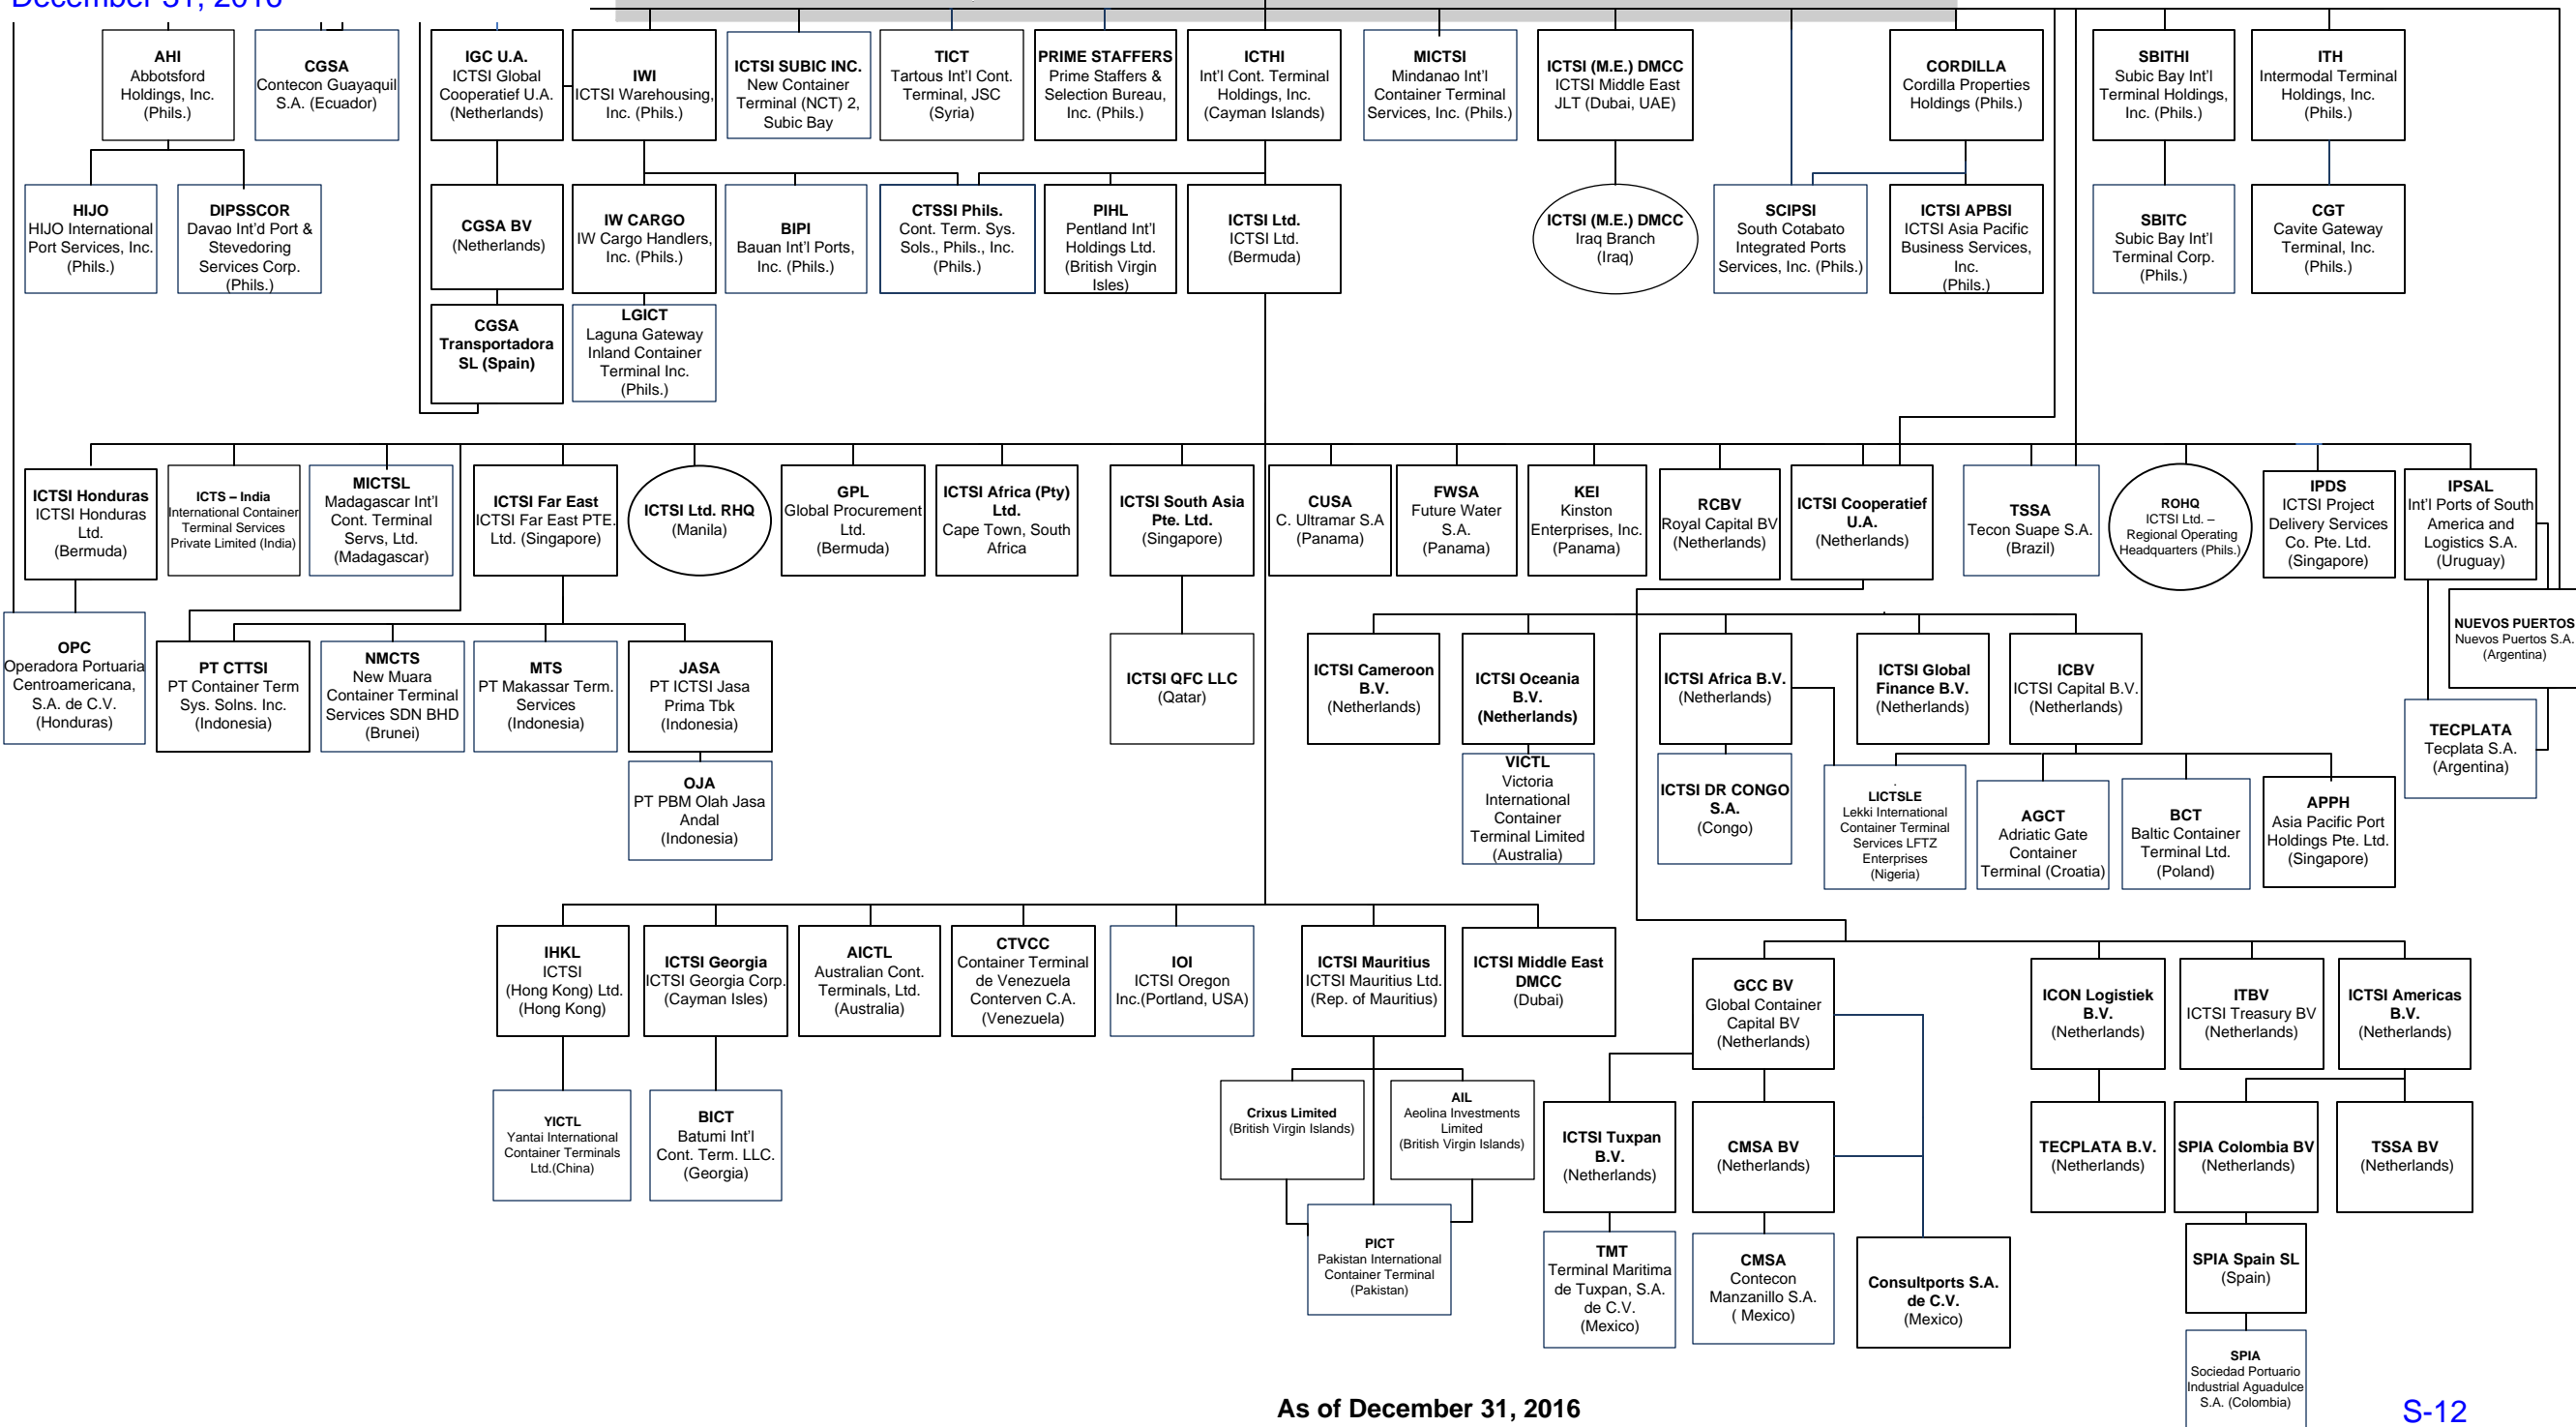 December 31, 2016
AHI
Abbotsford
Holdings, Inc.
(Phils.)
CGSA
Contecon Guayaquil
S.A. (Ecuador)
IGC U.A.
ICTSI Global
Cooperatief U.A.
(Netherlands)
IWI
ICTSI Warehousing,
Inc. (Phils.)
ICTSI SUBIC INC.
New Container
Terminal (NCT) 2,
Subic Bay
TICT
Tartous Int'l Cont.
Terminal, JSC
(Syria)
PRIME STAFFERS
Prime Staffers &
Selection Bureau,
Inc. (Phils.)
ICTHI
Int'l Cont. Terminal
Holdings, Inc.
(Cayman Islands)
MICTSI
Mindanao Int'l
Container Terminal
Services, Inc. (Phils.)
ICTSI (M.E.) DMCC
ICTSI Middle East
JLT (Dubai, UAE)
CORDILLA
Cordilla Properties
Holdings (Phils.)
SBITHI
Subic Bay Int'l
Terminal Holdings,
Inc. (Phils.)
ITH
Intermodal Terminal
Holdings, Inc.
(Phils.)
HIJO
HIJO International
Port Services, Inc.
(Phils.)
DIPSSCOR
Davao Int'd Port &
Stevedoring
Services Corp.
(Phils.)
CGSA BV
(Netherlands)
IW CARGO
IW Cargo Handlers,
Inc. (Phils.)
BIPI
Bauan Int'l Ports,
Inc. (Phils.)
CTSSI Phils.
Cont. Term. Sys.
Sols., Phils., Inc.
(Phils.)
PIHL
Pentland Int'l
Holdings Ltd.
(British Virgin
Isles)
ICTSI Ltd.
ICTSI Ltd.
(Bermuda)
ICTSI (M.E.) DMCC
Iraq Branch
(Iraq)
SCIPSI
South Cotabato
Integrated Ports
Services, Inc. (Phils.)
ICTSI APBSI
ICTSI Asia Pacific
Business Services,
Inc.
(Phils.)
SBITC
Subic Bay Int'l
Terminal Corp.
(Phils.)
CGT
Cavite Gateway
Terminal, Inc.
(Phils.)
CGSA
Transportadora
SL (Spain)
LGICT
Laguna Gateway
Inland Container
Terminal Inc.
(Phils.)
ICTSI Honduras
ICTSI Honduras
Ltd.
(Bermuda)
ICTS – India
International Container
Terminal Services
Private Limited (India)
MICTSL
Madagascar Int'l
Cont. Terminal
Servs, Ltd.
(Madagascar)
ICTSI Far East
ICTSI Far East PTE.
Ltd. (Singapore)
ICTSI Ltd. RHQ
(Manila)
GPL
Global Procurement
Ltd.
(Bermuda)
ICTSI Africa (Pty)
Ltd.
Cape Town, South
Africa
ICTSI South Asia
Pte. Ltd.
(Singapore)
CUSA
C. Ultramar S.A
(Panama)
FWSA
Future Water
S.A.
(Panama)
KEI
Kinston
Enterprises, Inc.
(Panama)
RCBV
Royal Capital BV
(Netherlands)
ICTSI Cooperatief
U.A.
(Netherlands)
TSSA
Tecon Suape S.A.
(Brazil)
ROHQ
ICTSI Ltd. –
Regional Operating
Headquarters (Phils.)
IPDS
ICTSI Project
Delivery Services
Co. Pte. Ltd.
(Singapore)
IPSAL
Int'l Ports of South
America and
Logistics S.A.
(Uruguay)
OPC
Operadora Portuaria
Centroamericana,
S.A. de C.V.
(Honduras)
PT CTTSI
PT Container Term
Sys. Solns. Inc.
(Indonesia)
NMCTS
New Muara
Container Terminal
Services SDN BHD
(Brunei)
MTS
PT Makassar Term.
Services
(Indonesia)
JASA
PT ICTSI Jasa
Prima Tbk
(Indonesia)
ICTSI QFC LLC
(Qatar)
ICTSI Cameroon
B.V.
(Netherlands)
ICTSI Oceania
B.V.
(Netherlands)
ICTSI Africa B.V.
(Netherlands)
ICTSI Global
Finance B.V.
(Netherlands)
ICBV
ICTSI Capital B.V.
(Netherlands)
NUEVOS PUERTOS
Nuevos Puertos S.A.
(Argentina)
TECPLATA
Tecplata S.A.
(Argentina)
OJA
PT PBM Olah Jasa
Andal
(Indonesia)
VICTL
Victoria
International
Container
Terminal Limited
(Australia)
ICTSI DR CONGO
S.A.
(Congo)
LICTSLE
Lekki International
Container Terminal
Services LFTZ
Enterprises
(Nigeria)
AGCT
Adriatic Gate
Container
Terminal (Croatia)
BCT
Baltic Container
Terminal Ltd.
(Poland)
APPH
Asia Pacific Port
Holdings Pte. Ltd.
(Singapore)
IHKL
ICTSI
(Hong Kong) Ltd.
(Hong Kong)
ICTSI Georgia
ICTSI Georgia Corp.
(Cayman Isles)
AICTL
Australian Cont.
Terminals, Ltd.
(Australia)
CTVCC
Container Terminal
de Venezuela
Conterven C.A.
(Venezuela)
IOI
ICTSI Oregon
Inc.(Portland, USA)
ICTSI Mauritius
ICTSI Mauritius Ltd.
(Rep. of Mauritius)
ICTSI Middle East
DMCC
(Dubai)
GCC BV
Global Container
Capital BV
(Netherlands)
ICON Logistiek
B.V.
(Netherlands)
ITBV
ICTSI Treasury BV
(Netherlands)
ICTSI Americas
B.V.
(Netherlands)
YICTL
Yantai International
Container Terminals
Ltd.(China)
BICT
Batumi Int'l
Cont. Term. LLC.
(Georgia)
Crixus Limited
(British Virgin Islands)
AIL
Aeolina Investments
Limited
(British Virgin Islands)
ICTSI Tuxpan
B.V.
(Netherlands)
CMSA BV
(Netherlands)
TECPLATA B.V.
(Netherlands)
SPIA Colombia BV
(Netherlands)
TSSA BV
(Netherlands)
PICT
Pakistan International
Container Terminal
(Pakistan)
TMT
Terminal Maritima
de Tuxpan, S.A.
de C.V.
(Mexico)
CMSA
Contecon
Manzanillo S.A.
( Mexico)
Consultports S.A.
de C.V.
(Mexico)
SPIA Spain SL
(Spain)
SPIA
Sociedad Portuario
Industrial Aguadulce
S.A. (Colombia)
As of December 31, 2016
S-12